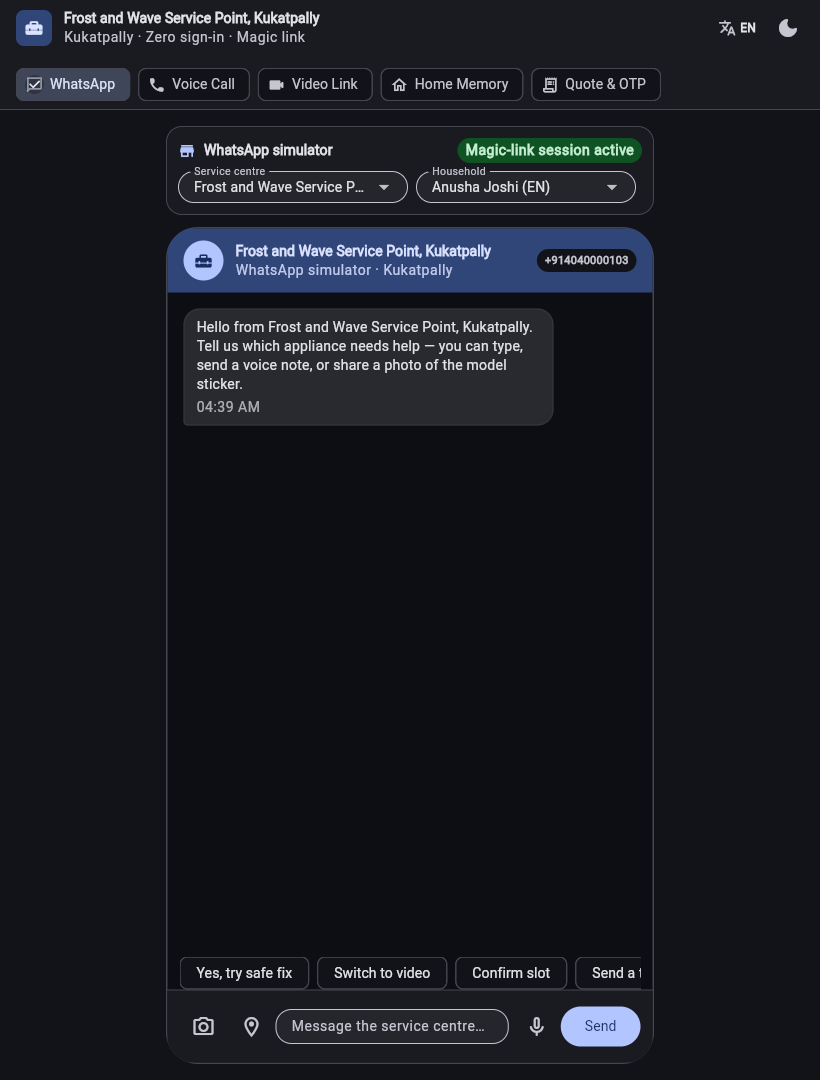 Frost and Wave Service Point, Kukatpally
Kukatpally · Zero sign-in · Magic link
EN
WhatsApp
Voice Call
Video Link
Home Memory
Quote & OTP
WhatsApp simulator
Magic-link session active
Service centre
Frost and Wave Service P...
Household
Anusha Joshi (EN)
Frost and Wave Service Point, Kukatpally
WhatsApp simulator · Kukatpally
+914040000103
Hello from Frost and Wave Service Point, Kukatpally.
Tell us which appliance needs help — you can type,
send a voice note, or share a photo of the model
sticker.
04:39 AM
Yes, try safe fix
Switch to video
Confirm slot
Send a
Message the service centre...
Send